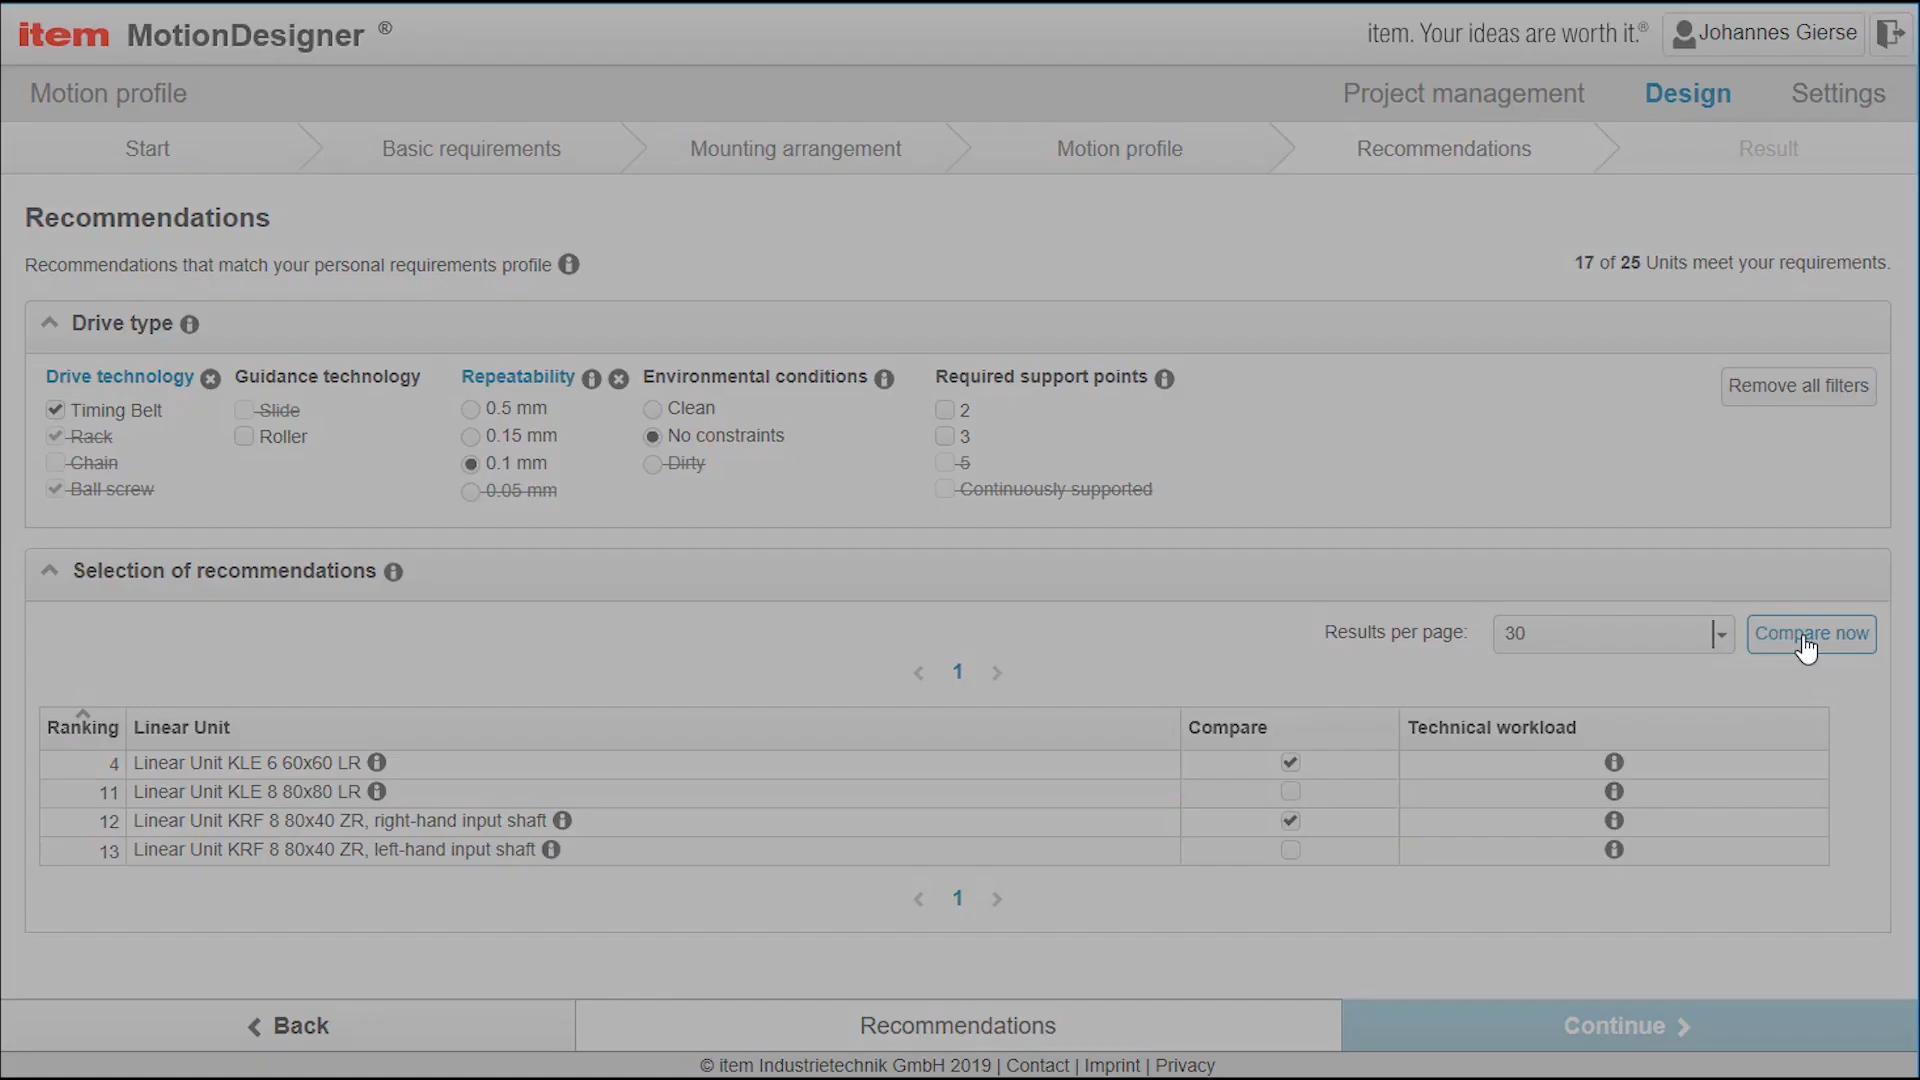 item MotionDesigner ®
item. Your ideas are worth it.®
Johannes Gierse
Motion profile
Project management
Design
Settings
Start
Basic requirements
Mounting arrangement
Motion profile
Recommendations
Result
Recommendations
Recommendations that match your personal requirements profile
17 of 25 Units meet your requirements.
Drive type
Drive technology
Timing Belt
Rack
Chain
Ball screw
Guidance technology
Slide
Roller
Repeatability
0.5 mm
0.15 mm
0.1 mm
0.05 mm
Environmental conditions
Clean
No constraints
Dirty
Required support points
2
3
5
Continuously supported
Remove all filters
Selection of recommendations
Results per page:
30
Compare now
1
Ranking Linear Unit Compare Technical workload
4 Linear Unit KLE 6 60x60 LR
11 Linear Unit KLE 8 80x80 LR
12 Linear Unit KRF 8 80x40 ZR, right-hand input shaft
13 Linear Unit KRF 8 80x40 ZR, left-hand input shaft
1
Back
Recommendations
Continue
© item Industrietechnik GmbH 2019 | Contact | Imprint | Privacy